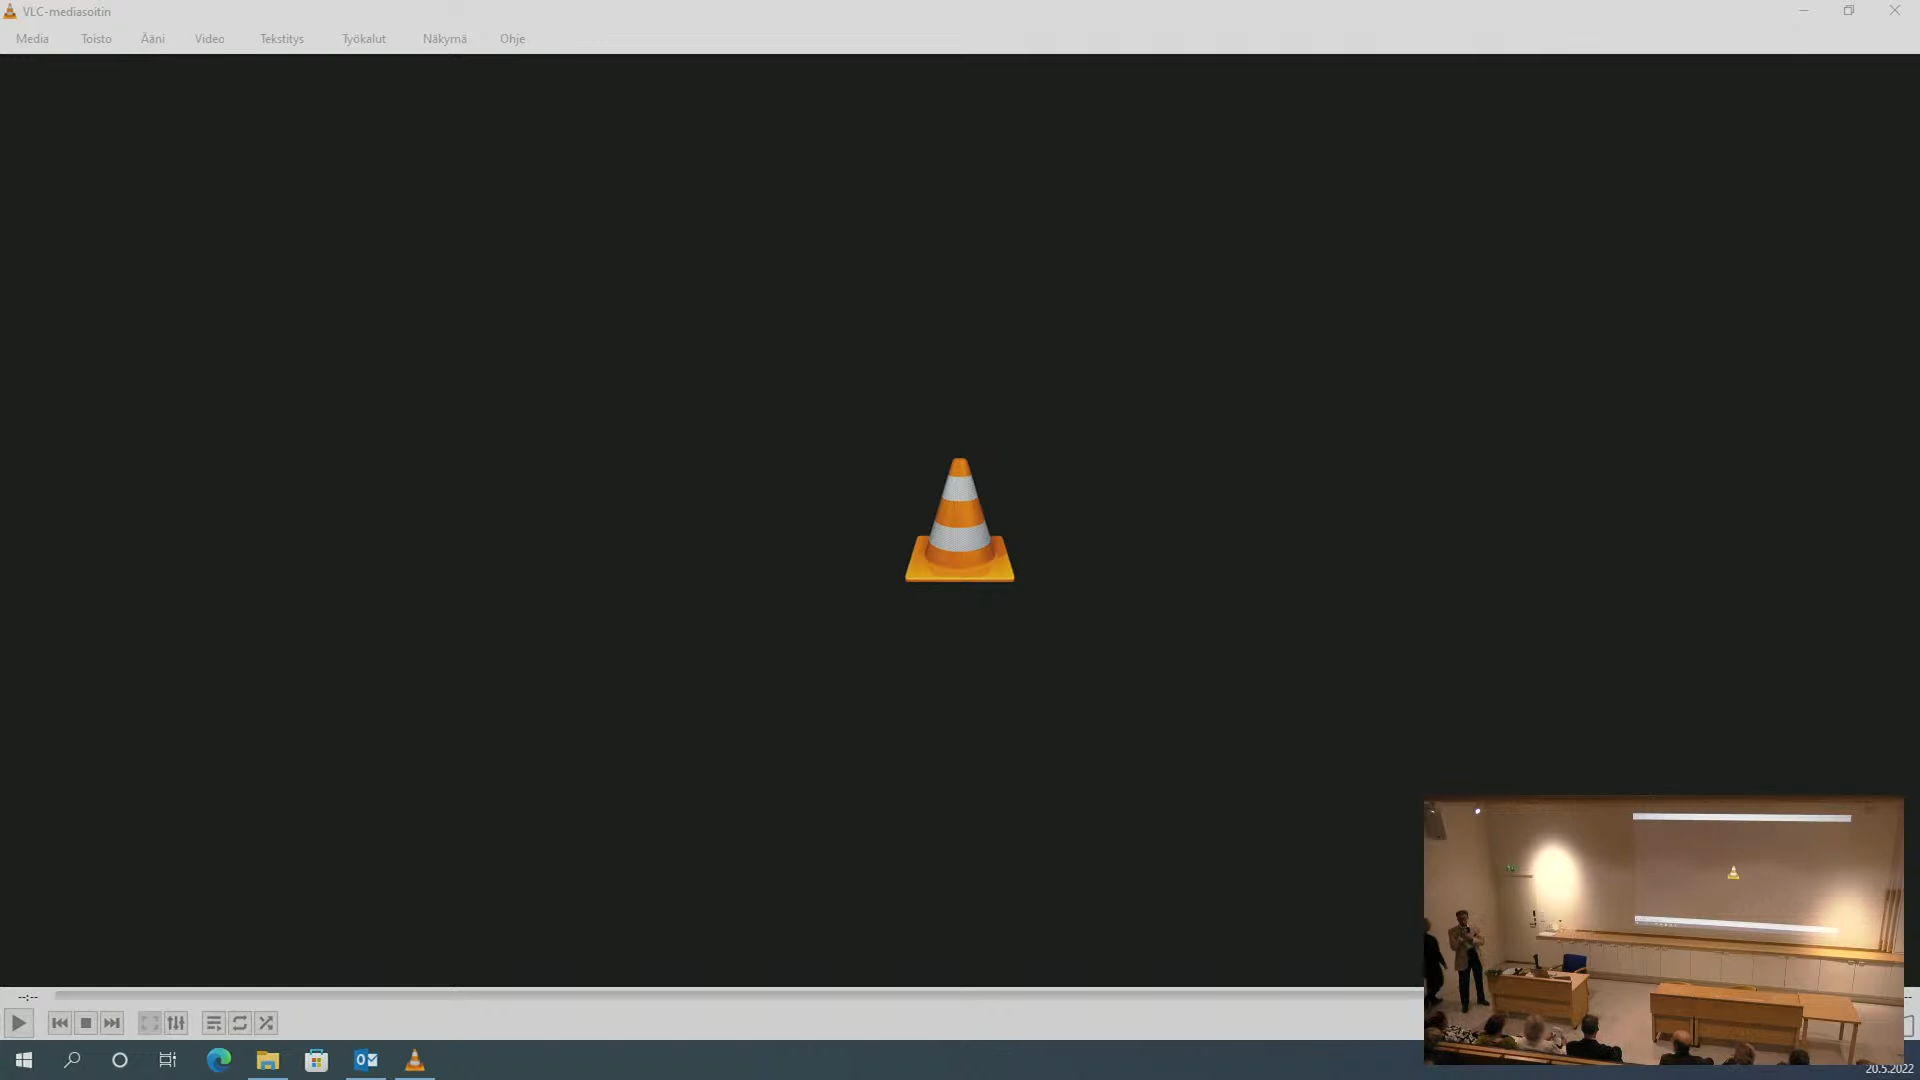 VLC-mediasoitin
Media Toisto Ääni Video Tekstitys Työkalut Näkymä Ohje
--:--
20.5.2022